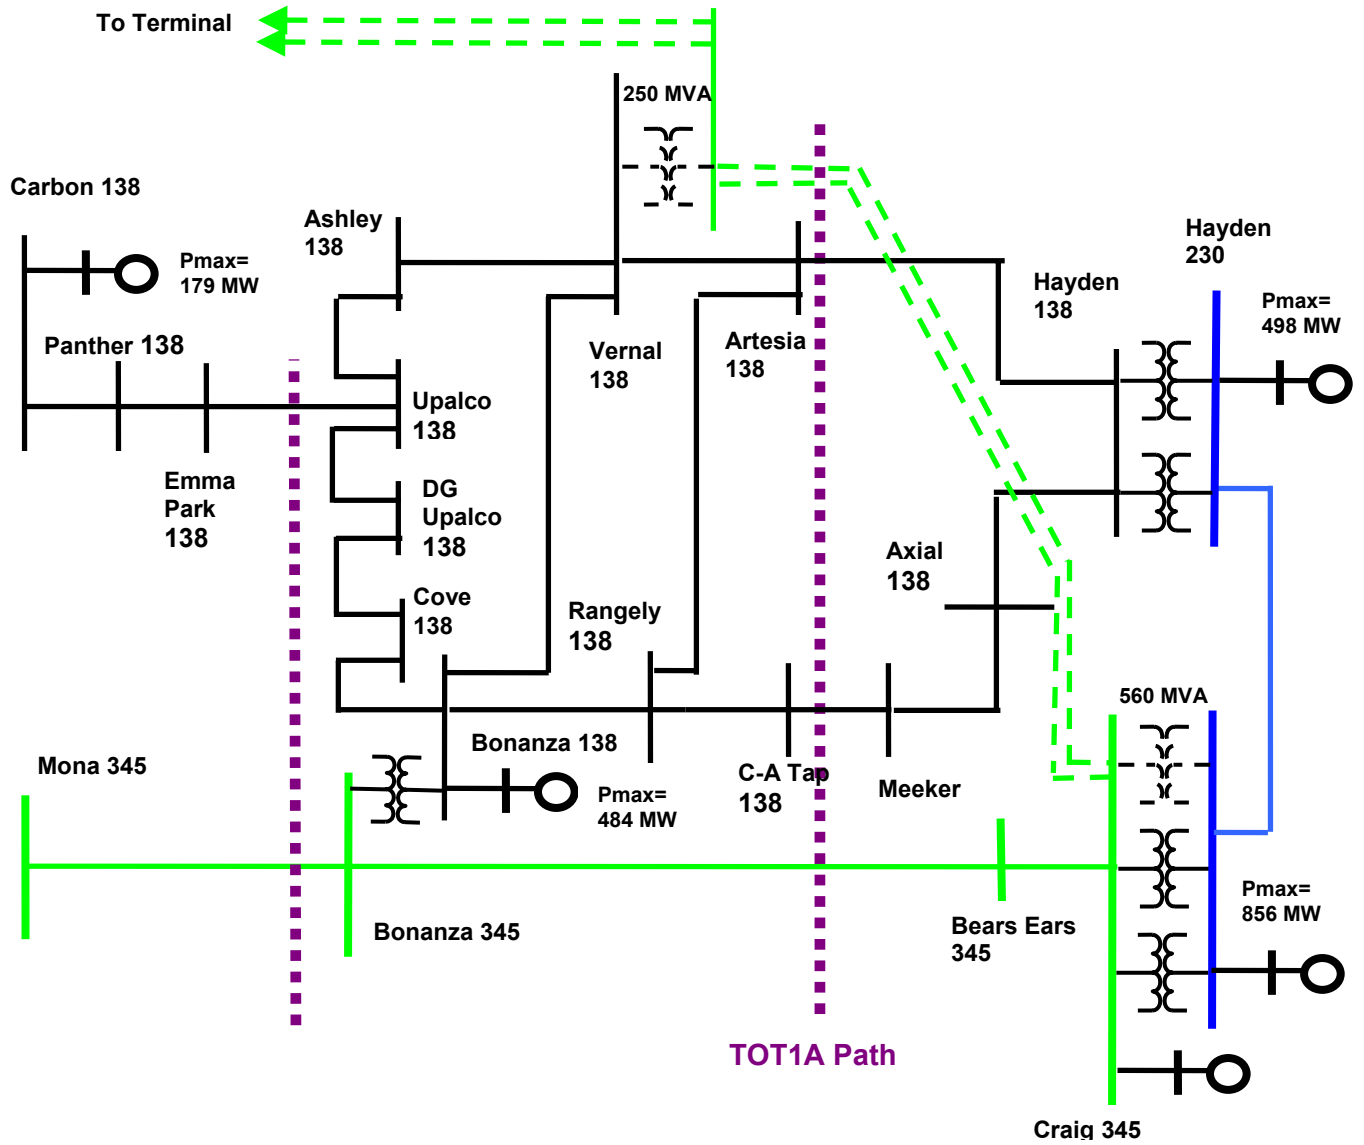 To Terminal
250 MVA
Carbon 138
Pmax=
179 MW
Ashley
138
Hayden
230
Hayden
138
Pmax=
498 MW
Panther 138
Vernal
138
Artesia
138
Upalco
138
Emma
Park
138
DG
Upalco
138
Axial
138
Cove
138
Rangely
138
560 MVA
Mona 345
Bonanza 138
Pmax=
484 MW
C-A Tap
138
Meeker
Bonanza 345
Bears Ears
345
Pmax=
856 MW
TOT1A Path
Craig 345